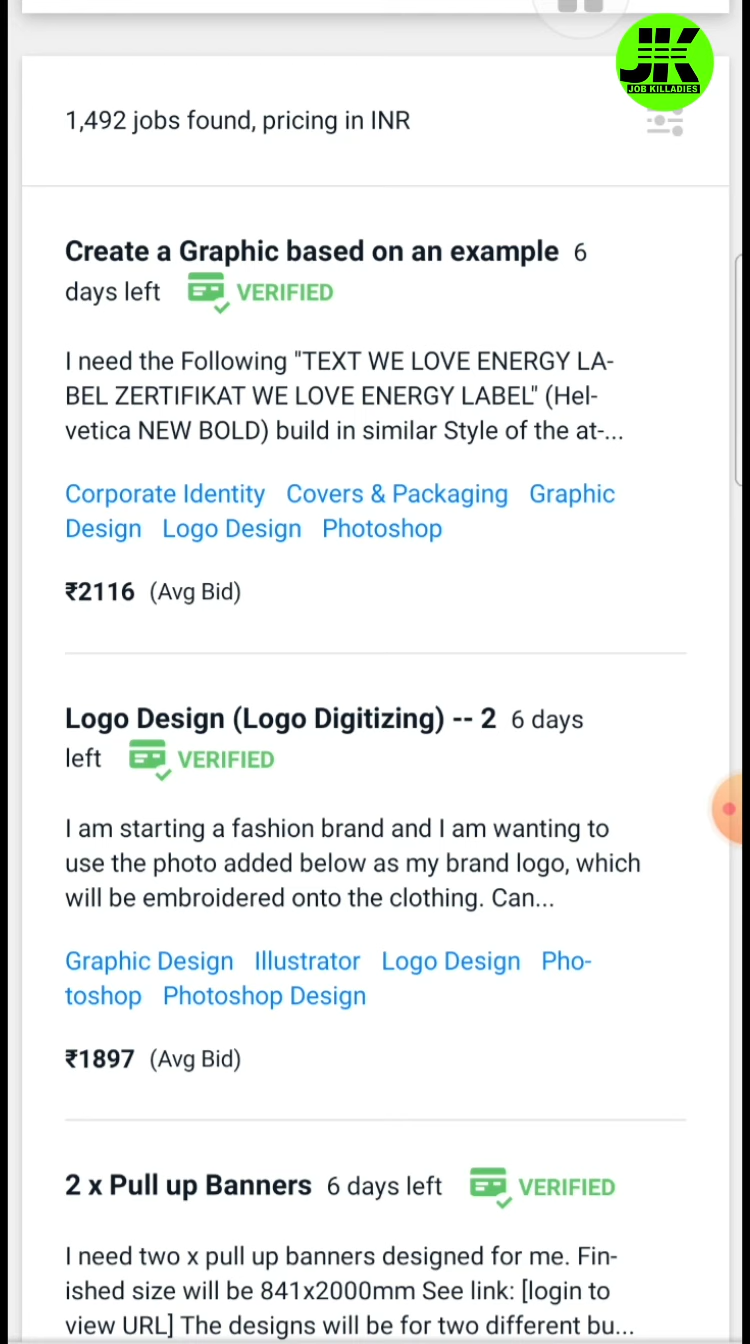 JK
JOB KILLADIES
1,492 jobs found, pricing in INR
Create a Graphic based on an example 6
days left VERIFIED
I need the Following "TEXT WE LOVE ENERGY LA-
BEL ZERTIFIKAT WE LOVE ENERGY LABEL" (Hel-
vetica NEW BOLD) build in similar Style of the at-...
Corporate Identity Covers & Packaging Graphic
Design Logo Design Photoshop
₹2116 (Avg Bid)
Logo Design (Logo Digitizing) -- 2 6 days
left VERIFIED
I am starting a fashion brand and I am wanting to
use the photo added below as my brand logo, which
will be embroidered onto the clothing. Can...
Graphic Design Illustrator Logo Design Pho-
toshop Photoshop Design
₹1897 (Avg Bid)
2 x Pull up Banners 6 days left VERIFIED
I need two x pull up banners designed for me. Fin-
ished size will be 841x2000mm See link: [login to
view URL] The designs will be for two different bu...